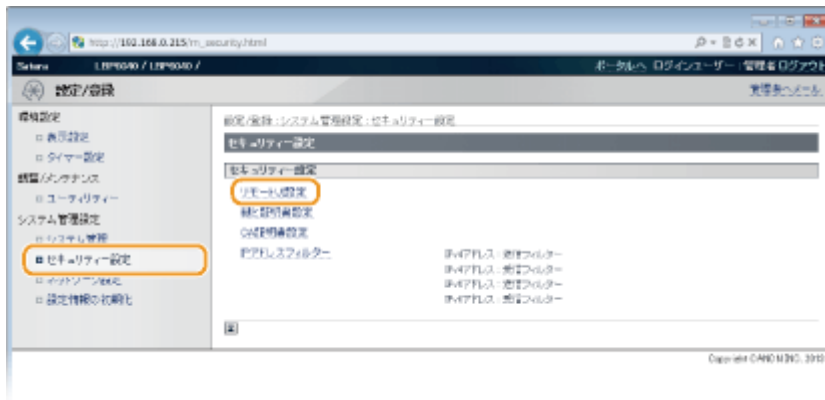 http://192.168.0.215/m_security.html
Satera LBP6040 / LBP6040 /
ポータルへ ログインユーザー: 管理者 ログアウト
設定/登録
管理者へメール
環境設定
表示設定
タイマー設定
調整/メンテナンス
ユーティリティー
システム管理設定
システム管理
セキュリティー設定
ネットワーク設定
設定情報の初期化
設定/登録 : システム管理設定 : セキュリティー設定
セキュリティー設定
セキュリティー設定
リモートUI設定
鍵と証明書設定
CA証明書設定
IPアドレスフィルター
IPv4アドレス : 送信フィルター
IPv4アドレス : 受信フィルター
IPv6アドレス : 送信フィルター
IPv6アドレス : 受信フィルター
Copyright CANON INC. 2013